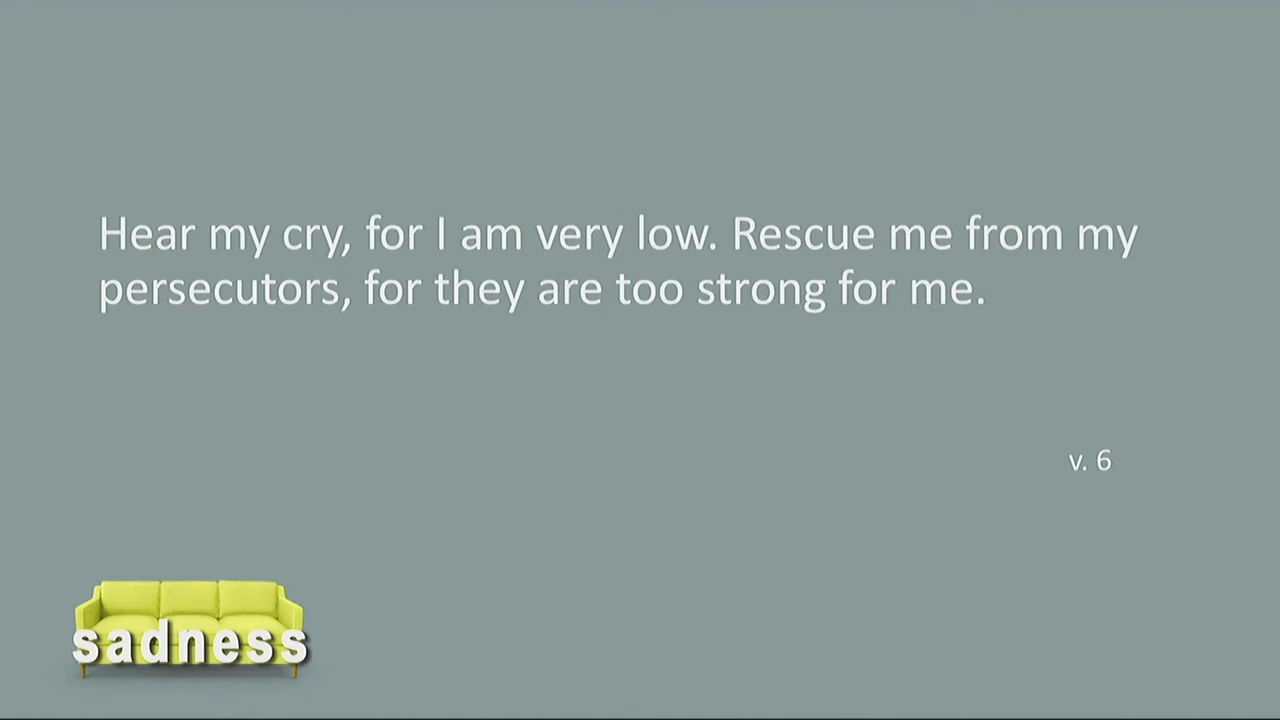 Hear my cry, for I am very low. Rescue me from my
persecutors, for they are too strong for me.
v. 6
sadness